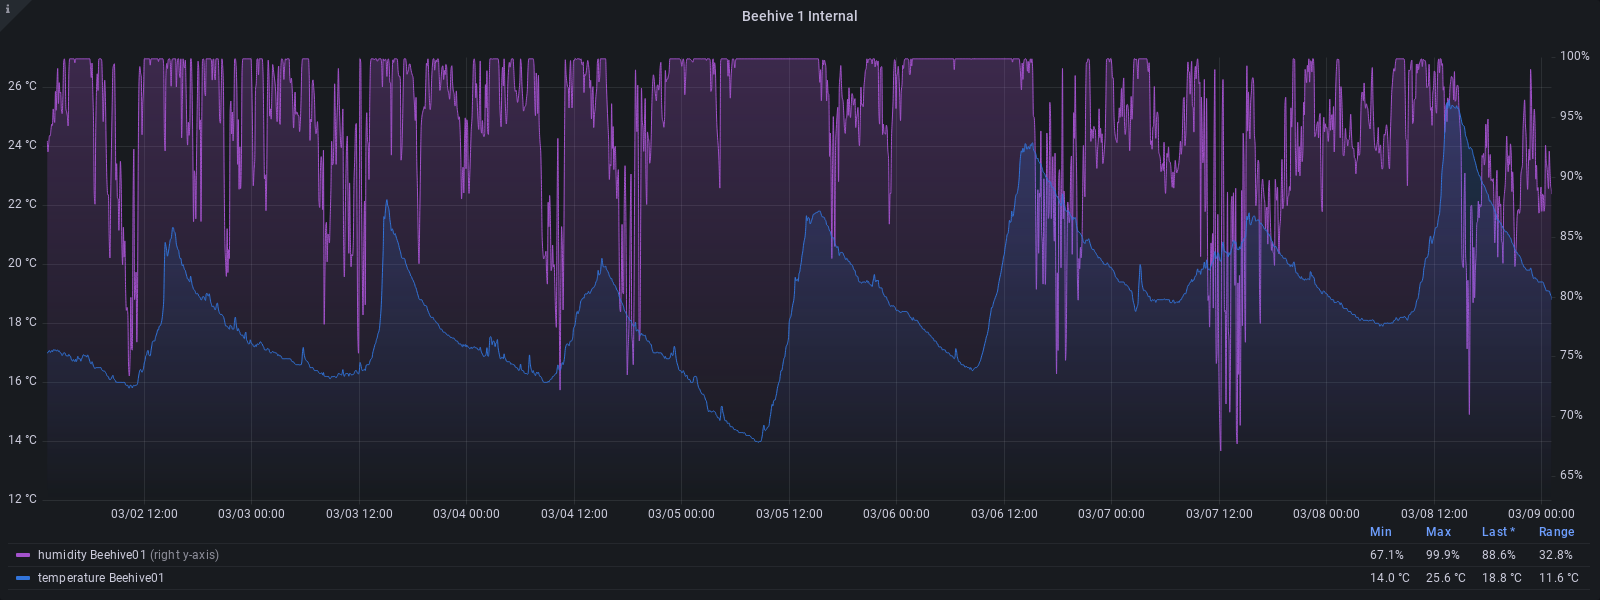 i
Beehive 1 Internal
26 °C
24 °C
22 °C
20 °C
18 °C
16 °C
14 °C
12 °C
100%
95%
90%
85%
80%
75%
70%
65%
03/02 12:00 03/03 00:00 03/03 12:00 03/04 00:00 03/04 12:00 03/05 00:00 03/05 12:00 03/06 00:00 03/06 12:00 03/07 00:00 03/07 12:00 03/08 00:00 03/08 12:00 03/09 00:00
Min Max Last * Range
humidity Beehive01 (right y-axis) 67.1% 99.9% 88.6% 32.8%
temperature Beehive01 14.0 °C 25.6 °C 18.8 °C 11.6 °C